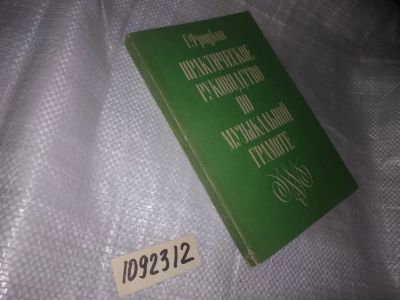 Г. Фридкин
ПРАКТИЧЕСКОЕ
РУКОВОДСТВО
ПО
МУЗЫКАЛЬНОЙ
ГРАМОТЕ
1092312